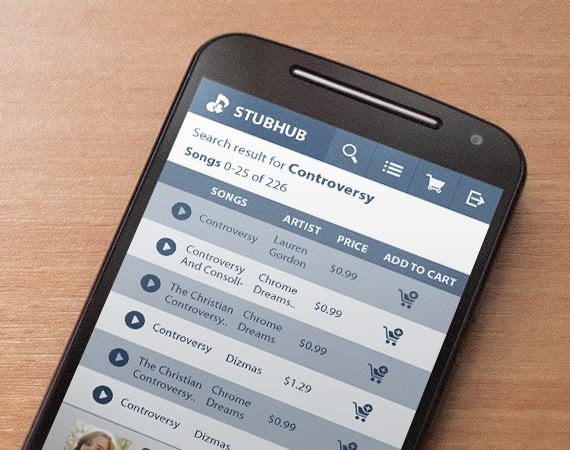 STUBHUB
Search result for Controversy
Songs 0-25 of 226
SONGS ARTIST PRICE ADD TO CART
Controversy Lauren Gordon $0.99
Controversy And Consoll- Chrome Dreams.. $0.99
The Christian Controversy.. Chrome Dreams $0.99
Controversy Dizmas $1.29
The Christian Controversy.. Chrome Dreams $0.99
Controversy Dizmas